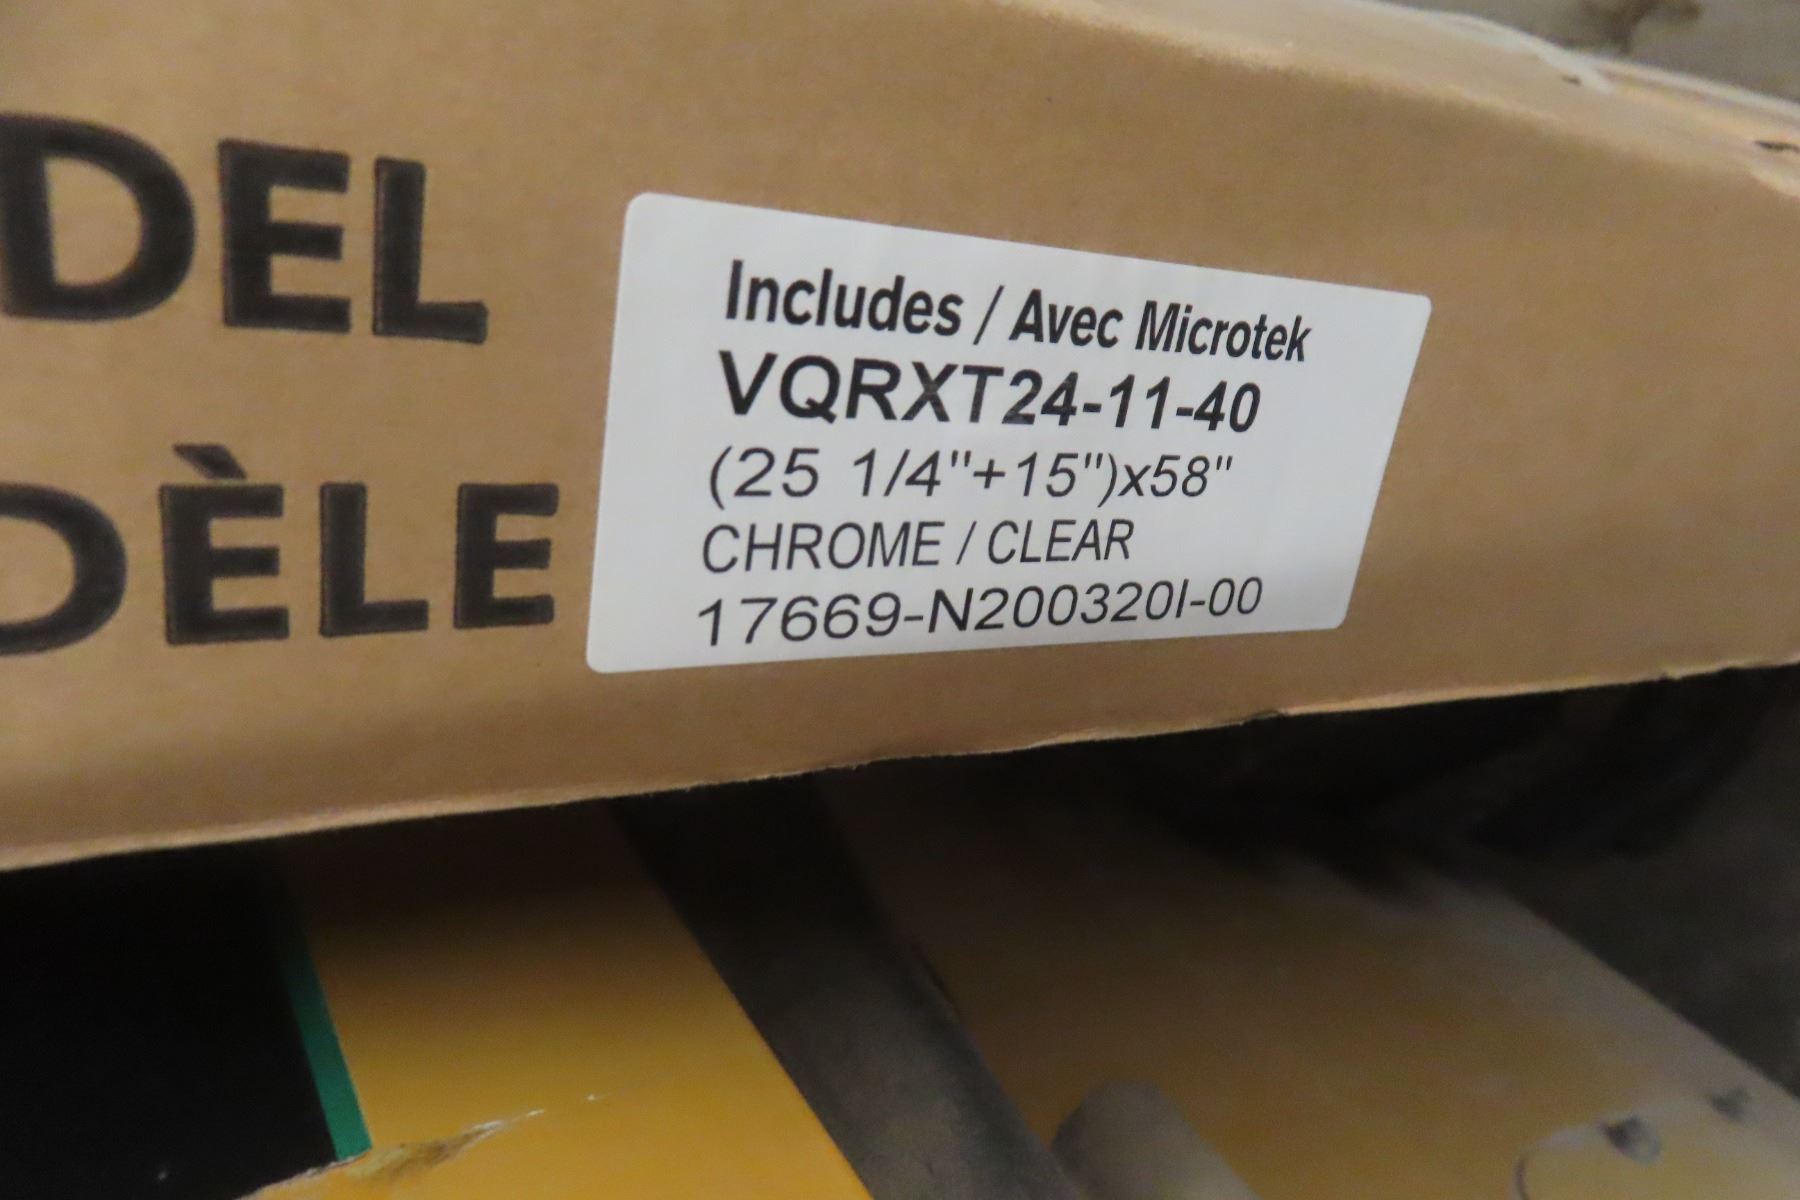 DEL
DÈLE
Includes / Avec Microtek
VQRXT24-11-40
(25 1/4"+15")x58"
CHROME / CLEAR
17669-N200320I-00